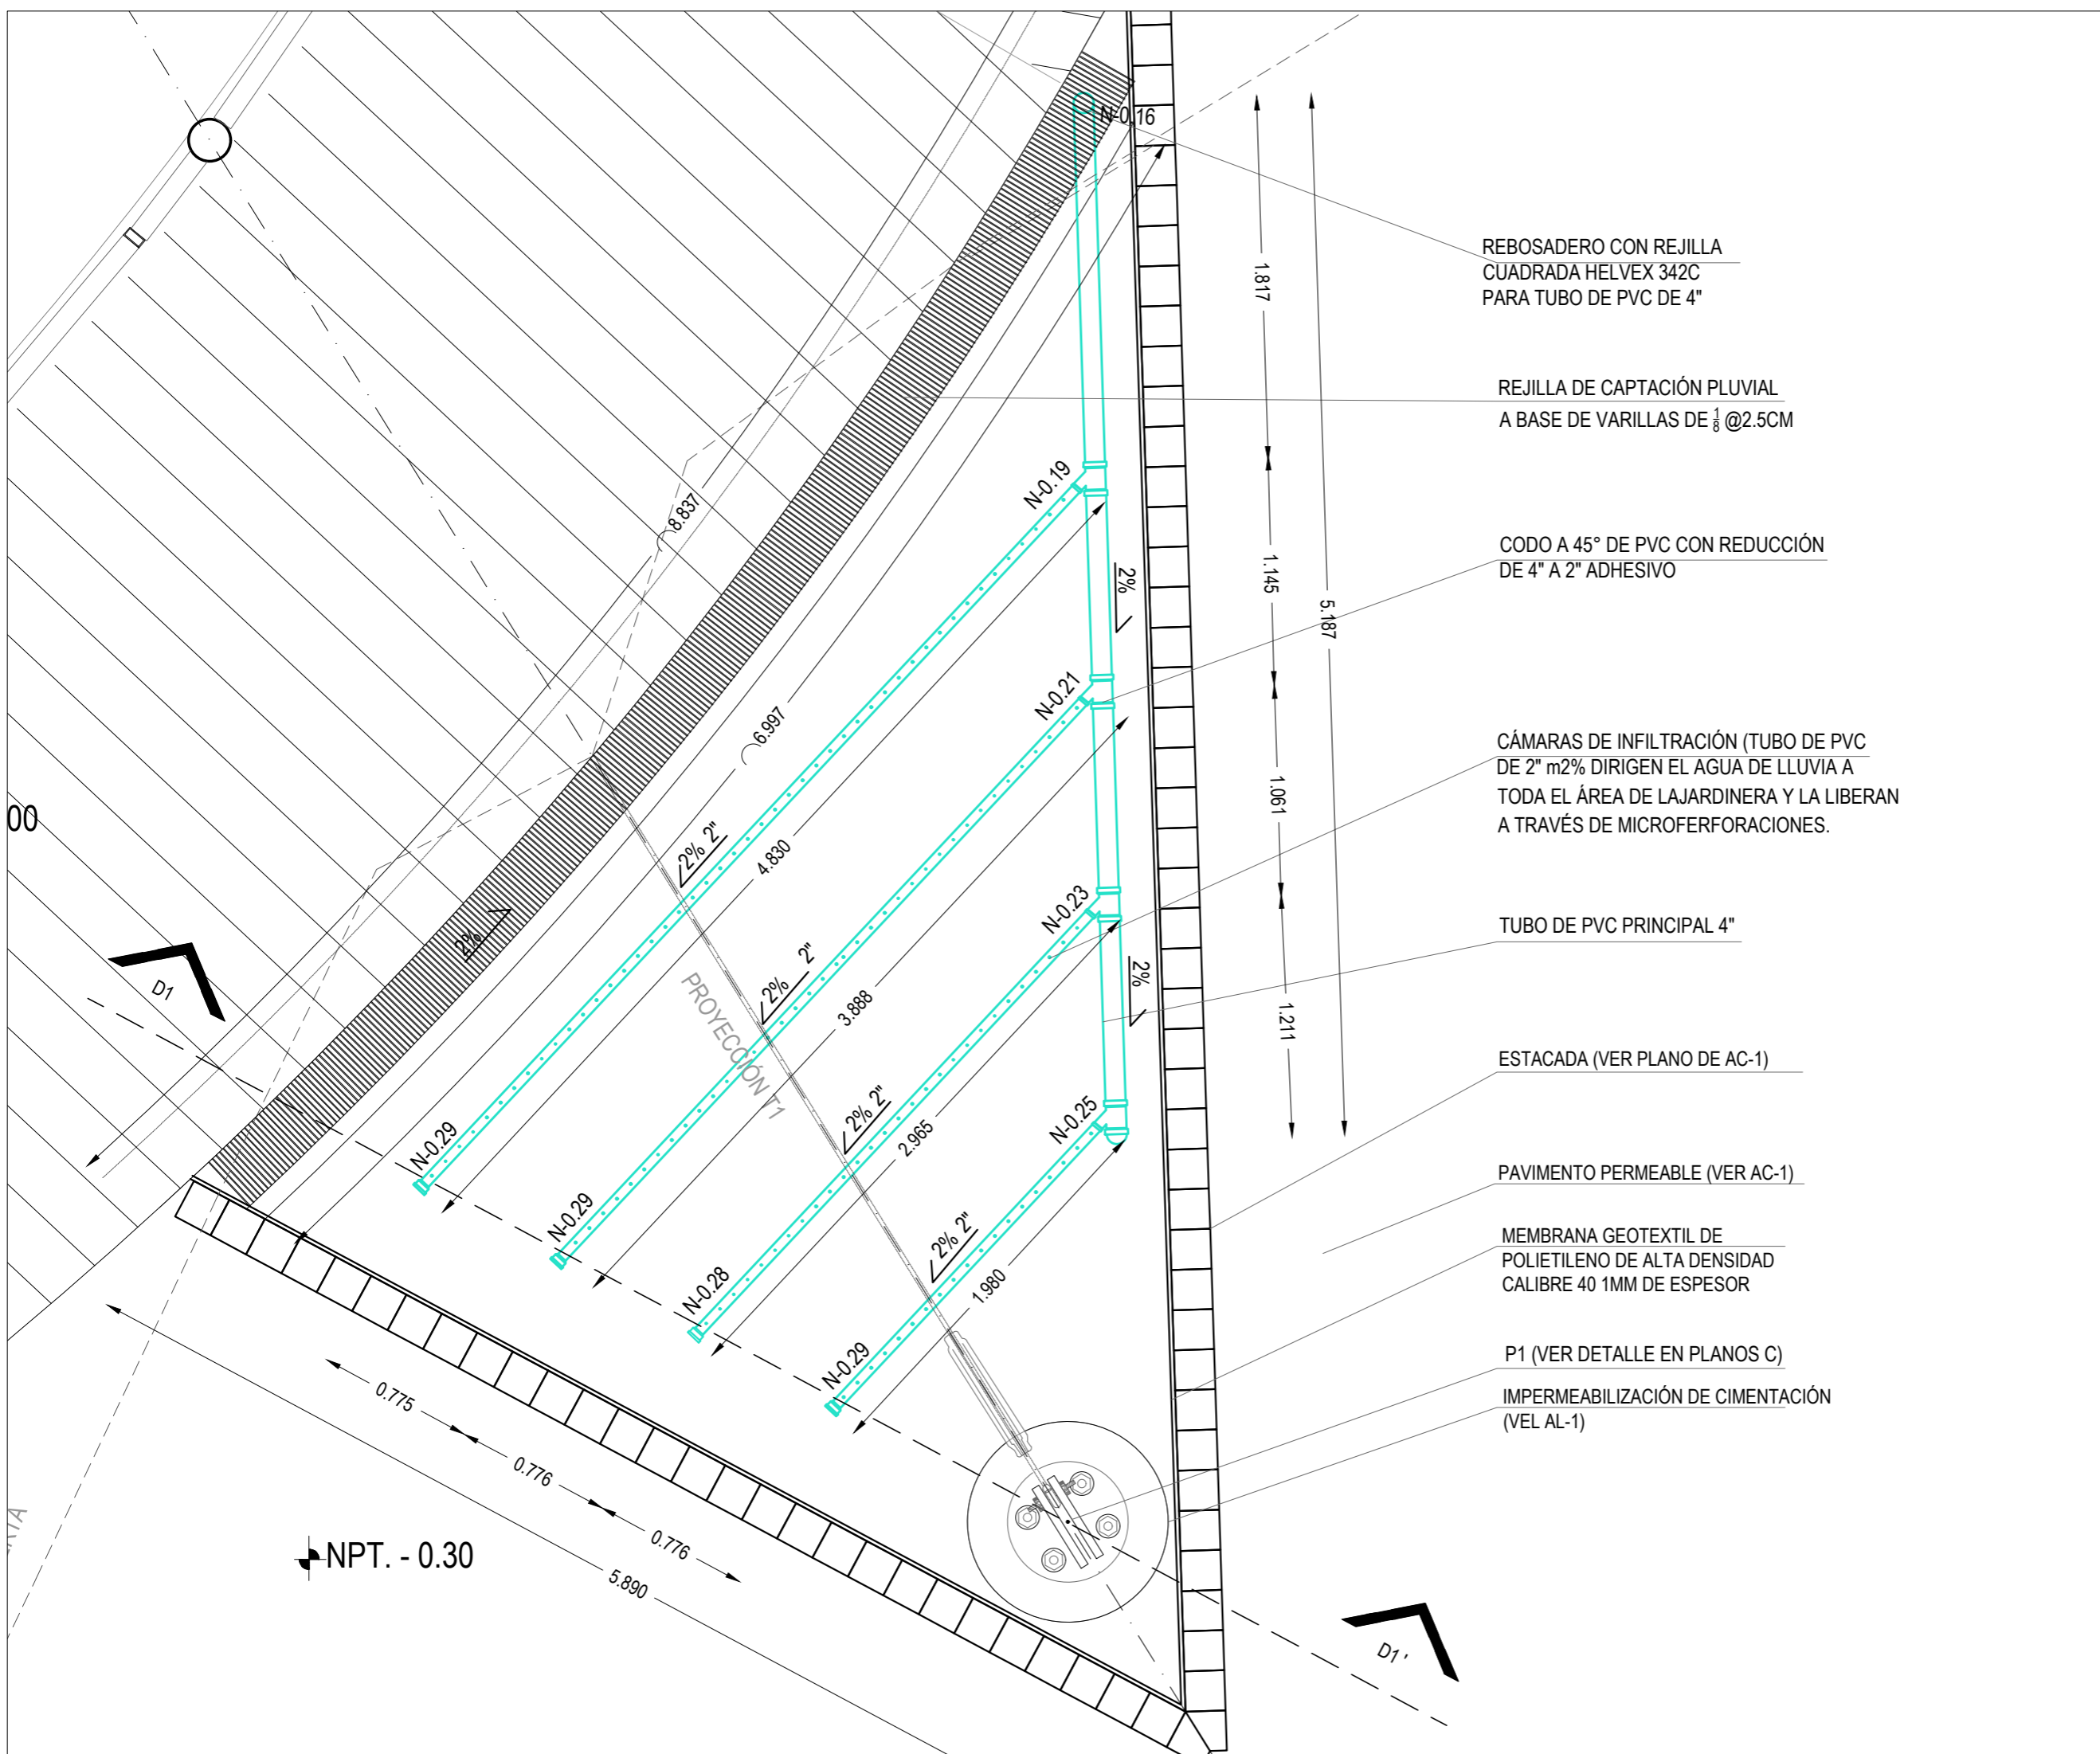 N-0.16
REBOSADERO CON REJILLA
CUADRADA HELVEX 342C
PARA TUBO DE PVC DE 4"
1.817
REJILLA DE CAPTACIÓN PLUVIAL
A BASE DE VARILLAS DE 1/8 @2.5CM
N-0.19
8.837
CODO A 45° DE PVC CON REDUCCIÓN
DE 4" A 2" ADHESIVO
2%
1.145
5.187
N-0.21
6.997
CÁMARAS DE INFILTRACIÓN (TUBO DE PVC
DE 2" m2% DIRIGEN EL AGUA DE LLUVIA A
TODA EL ÁREA DE LAJARDINERA Y LA LIBERAN
A TRAVÉS DE MICROFERFORACIONES.
1.061
00
2% 2"
4.830
N-0.23
TUBO DE PVC PRINCIPAL 4"
2%
2% 2"
2%
D1
PROYECCIÓN T1
3.888
1.211
ESTACADA (VER PLANO DE AC-1)
2% 2"
2.965
N-0.25
N-0.29
PAVIMENTO PERMEABLE (VER AC-1)
N-0.29
2% 2"
MEMBRANA GEOTEXTIL DE
POLIETILENO DE ALTA DENSIDAD
CALIBRE 40 1MM DE ESPESOR
N-0.28
1.980
P1 (VER DETALLE EN PLANOS C)
N-0.29
IMPERMEABILIZACIÓN DE CIMENTACIÓN
(VEL AL-1)
0.775
0.776
0.776
5.890
NPT. - 0.30
D1 '